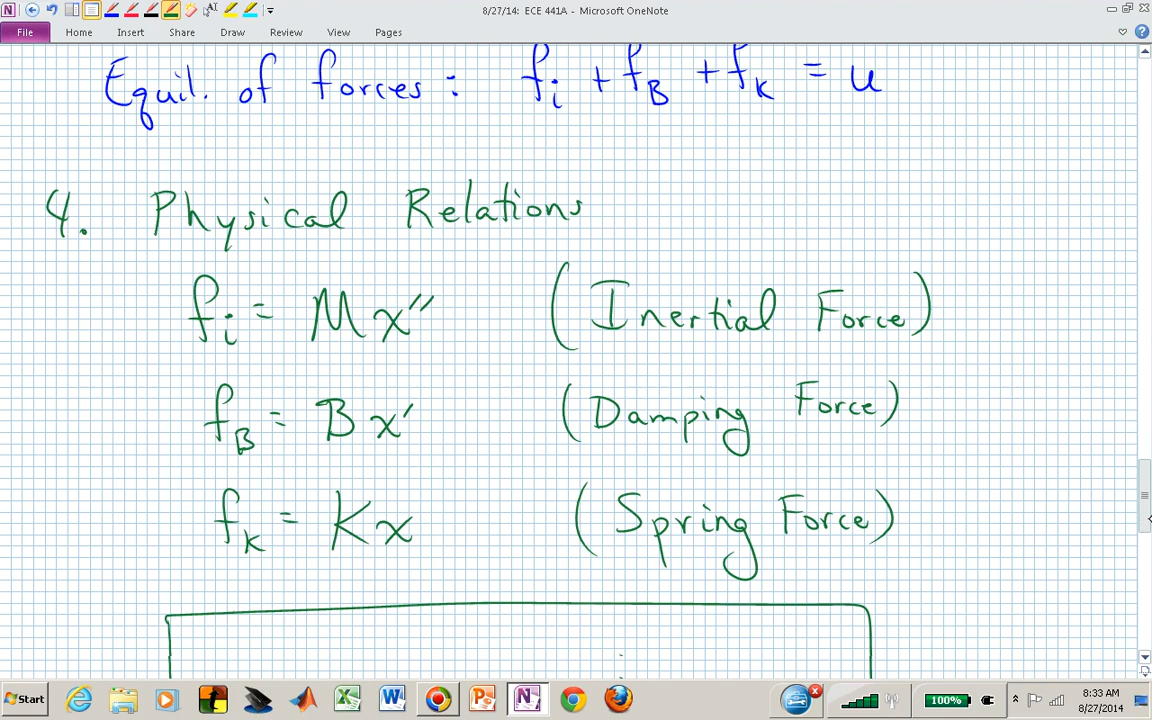 8/27/14: ECE 441A - Microsoft OneNote
File Home Insert Share Draw Review View Pages
Equil. of forces : fi + fB + fK = u
4. Physical Relations
fi = Mx″ (Inertial Force)
fB = Bx′ (Damping Force)
fK = Kx (Spring Force)
Start 100% 8:33 AM
8/27/2014